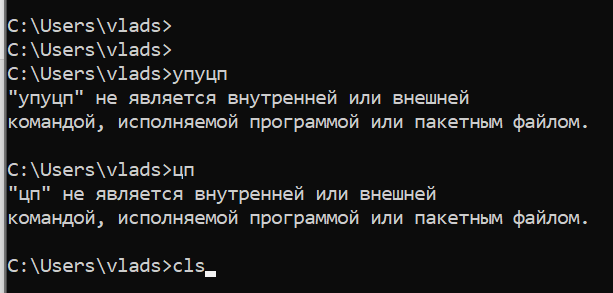 C:\Users\vlads>
C:\Users\vlads>
C:\Users\vlads>упуцп
"упуцп" не является внутренней или внешней
командой, исполняемой программой или пакетным файлом.
C:\Users\vlads>цп
"цп" не является внутренней или внешней
командой, исполняемой программой или пакетным файлом.
C:\Users\vlads>cls